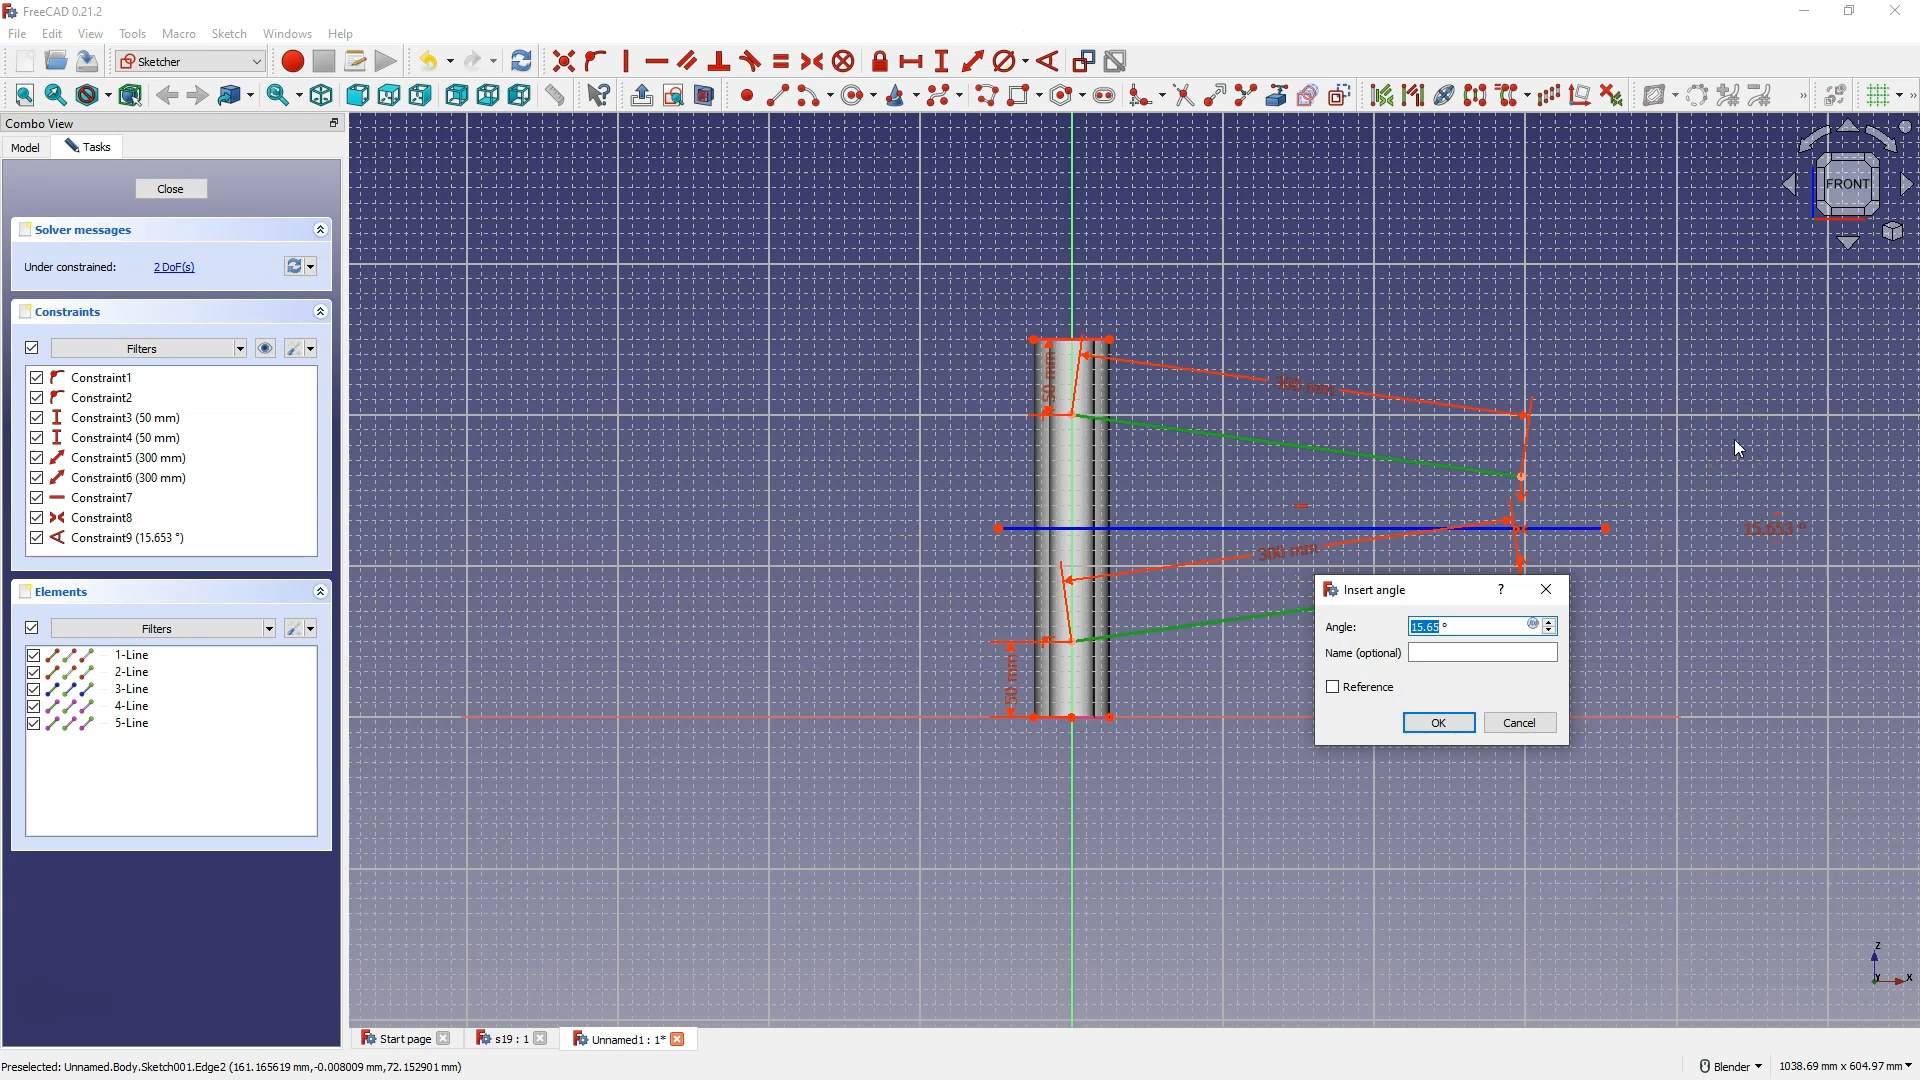 FreeCAD 0.21.2
File Edit View Tools Macro Sketch Windows Help
Sketcher
Combo View
Model Tasks
Close
Solver messages
Under constrained: 2 DoF(s)
Constraints
Filters
Constraint1
Constraint2
Constraint3 (50 mm)
Constraint4 (50 mm)
Constraint5 (300 mm)
Constraint6 (300 mm)
Constraint7
Constraint8
Constraint9 (15.653 °)
Elements
Filters
1-Line
2-Line
3-Line
4-Line
5-Line
FRONT
50 mm
300 mm
15.653 °
300 mm
50 mm
Insert angle ?
Angle: 15.65 °
Name (optional)
Reference
OK Cancel
Z
Y X
Start page s19 : 1 Unnamed1 : 1*
Preselected: Unnamed.Body.Sketch001.Edge2 (161.165619 mm,-0.008009 mm,72.152901 mm)
Blender 1038.69 mm x 604.97 mm